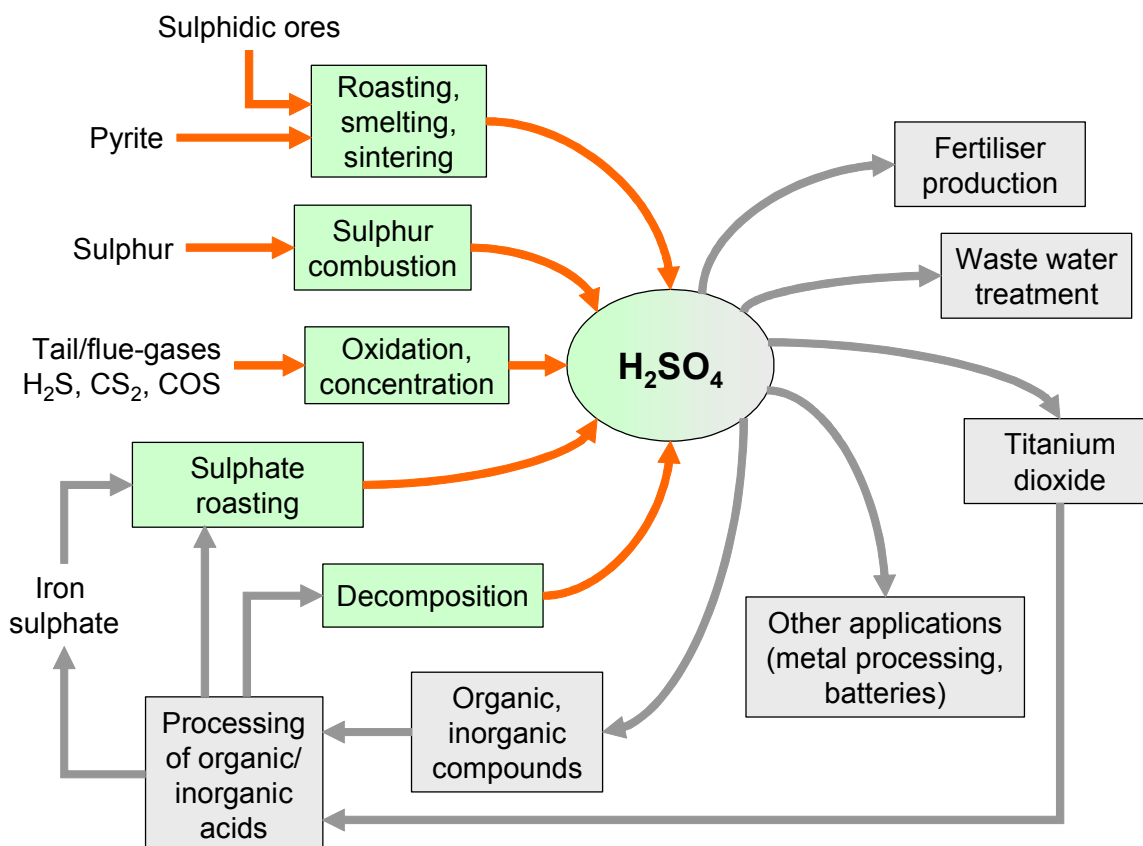 Sulphidic ores
Pyrite
Roasting,
smelting,
sintering
Sulphur
Sulphur
combustion
Tail/flue-gases
H₂S, CS₂, COS
Oxidation,
concentration
H₂SO₄
Fertiliser
production
Waste water
treatment
Titanium
dioxide
Sulphate
roasting
Iron
sulphate
Decomposition
Other applications
(metal processing,
batteries)
Organic,
inorganic
compounds
Processing
of organic/
inorganic
acids